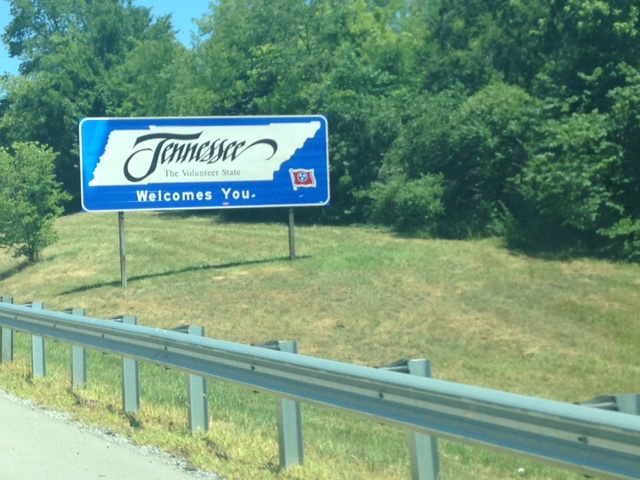 Tennessee
The Volunteer State
Welcomes You